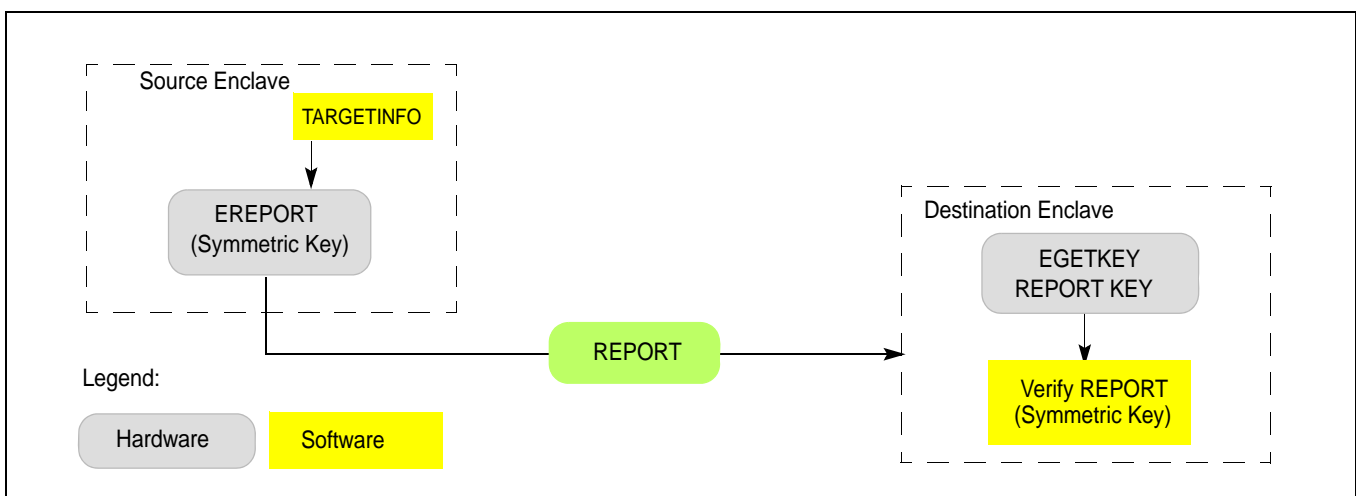 Source Enclave
TARGETINFO
EREPORT
(Symmetric Key)
REPORT
Destination Enclave
EGETKEY
REPORT KEY
Verify REPORT
(Symmetric Key)
Legend:
Hardware
Software